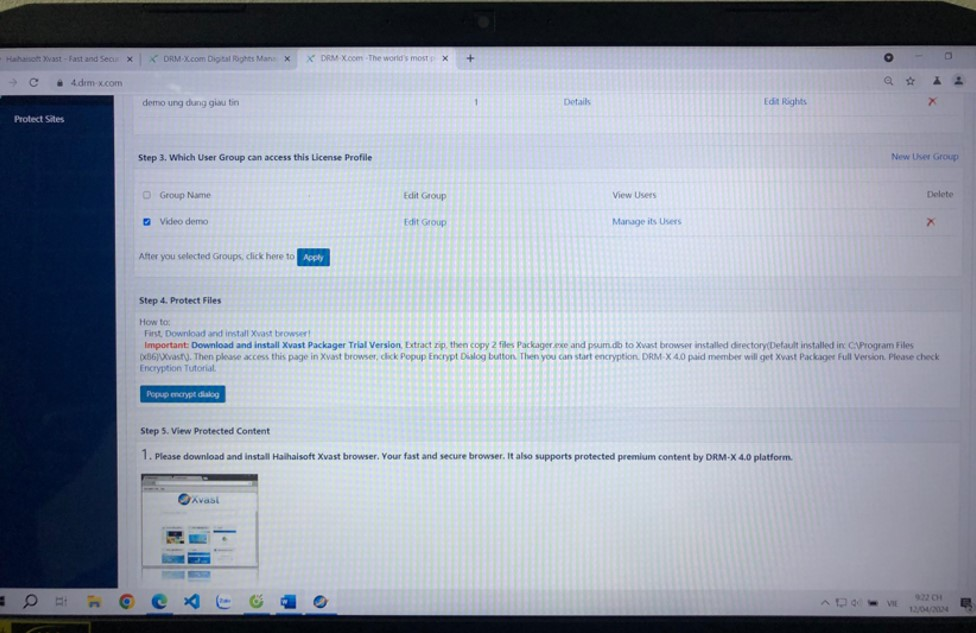 Haihaisoft Xvast - Fast and Secu
DRM-X.com Digital Rights Mana
DRM-X.com -The world's most p
4.drm-x.com
Protect Sites
demo ung dung giau tin 1 Details Edit Rights
Step 3. Which User Group can access this License Profile New User Group
Group Name Edit Group View Users Delete
Video demo Edit Group Manage its Users
After you selected Groups, click here to Apply
Step 4. Protect Files
How to:
First, Download and install Xvast browser!
Important: Download and install Xvast Packager Trial Version, Extract zip, then copy 2 files Packager.exe and psum.db to Xvast browser installed directory(Default installed in: C:\Program Files
(x86)\Xvast\). Then please access this page in Xvast browser, click Popup Encrypt Dialog button. Then you can start encryption. DRM-X 4.0 paid member will get Xvast Packager Full Version. Please check
Encryption Tutorial.
Popup encrypt dialog
Step 5. View Protected Content
1. Please download and install Haihaisoft Xvast browser. Your fast and secure browser. It also supports protected premium content by DRM-X 4.0 platform.
Xvast
Zalo
VIE
9:22 CH
12/04/2024